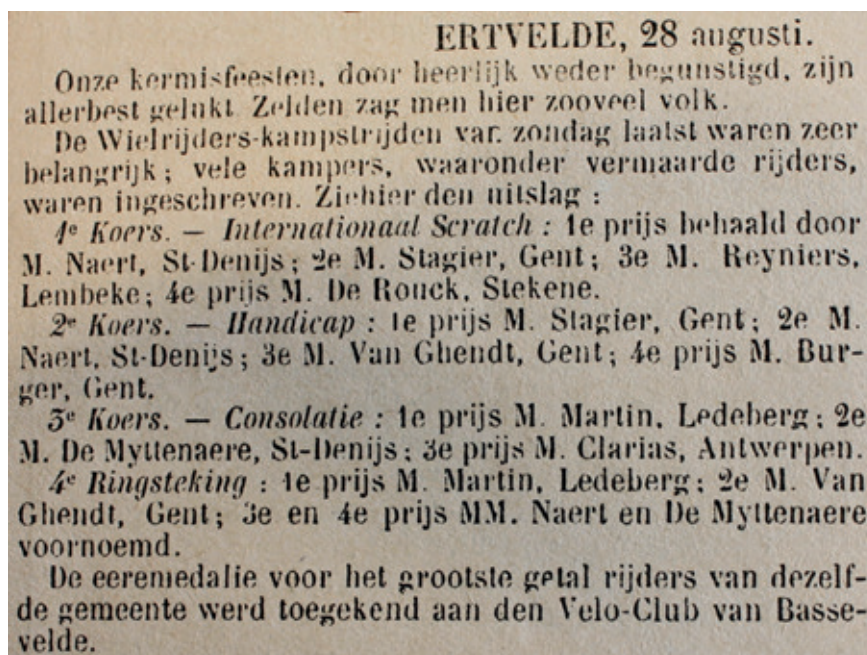 ERTVELDE, 28 augusti.
Onze kermisfeesten, door heerlijk weder begunstigd, zijn
allerbest gelukt Zelden zag men hier zooveel volk.
De Wielrijders-kampstrijden van zondag laatst waren zeer
belangrijk; vele kampers, waaronder vermaarde rijders,
waren ingeschreven. Ziehier den uitslag :
1e Koers. — Internationaal Scratch : 1e prijs behaald door
M. Naert, St-Denijs; 2e M. Stagier, Gent; 3e M. Reyniers,
Lembeke; 4e prijs M. De Rouck, Stekene.
2e Koers. — Handicap : 1e prijs M. Stagier, Gent; 2e M.
Naert, St-Denijs; 3e M. Van Ghendt, Gent; 4e prijs M. Bur-
ger, Gent.
3e Koers. — Consolatie : 1e prijs M. Martin, Ledeberg; 2e
M. De Myttenaere, St-Denijs; 3e prijs M. Clarias, Antwerpen.
4e Ringsteking : 1e prijs M. Martin, Ledeberg; 2e M. Van
Ghendt, Gent; 3e en 4e prijs MM. Naert en De Myttenaere
voornoemd.
De eeremedalie voor het grootste getal rijders van dezelf-
de gemeente werd toegekend aan den Velo-Club van Basse-
velde.